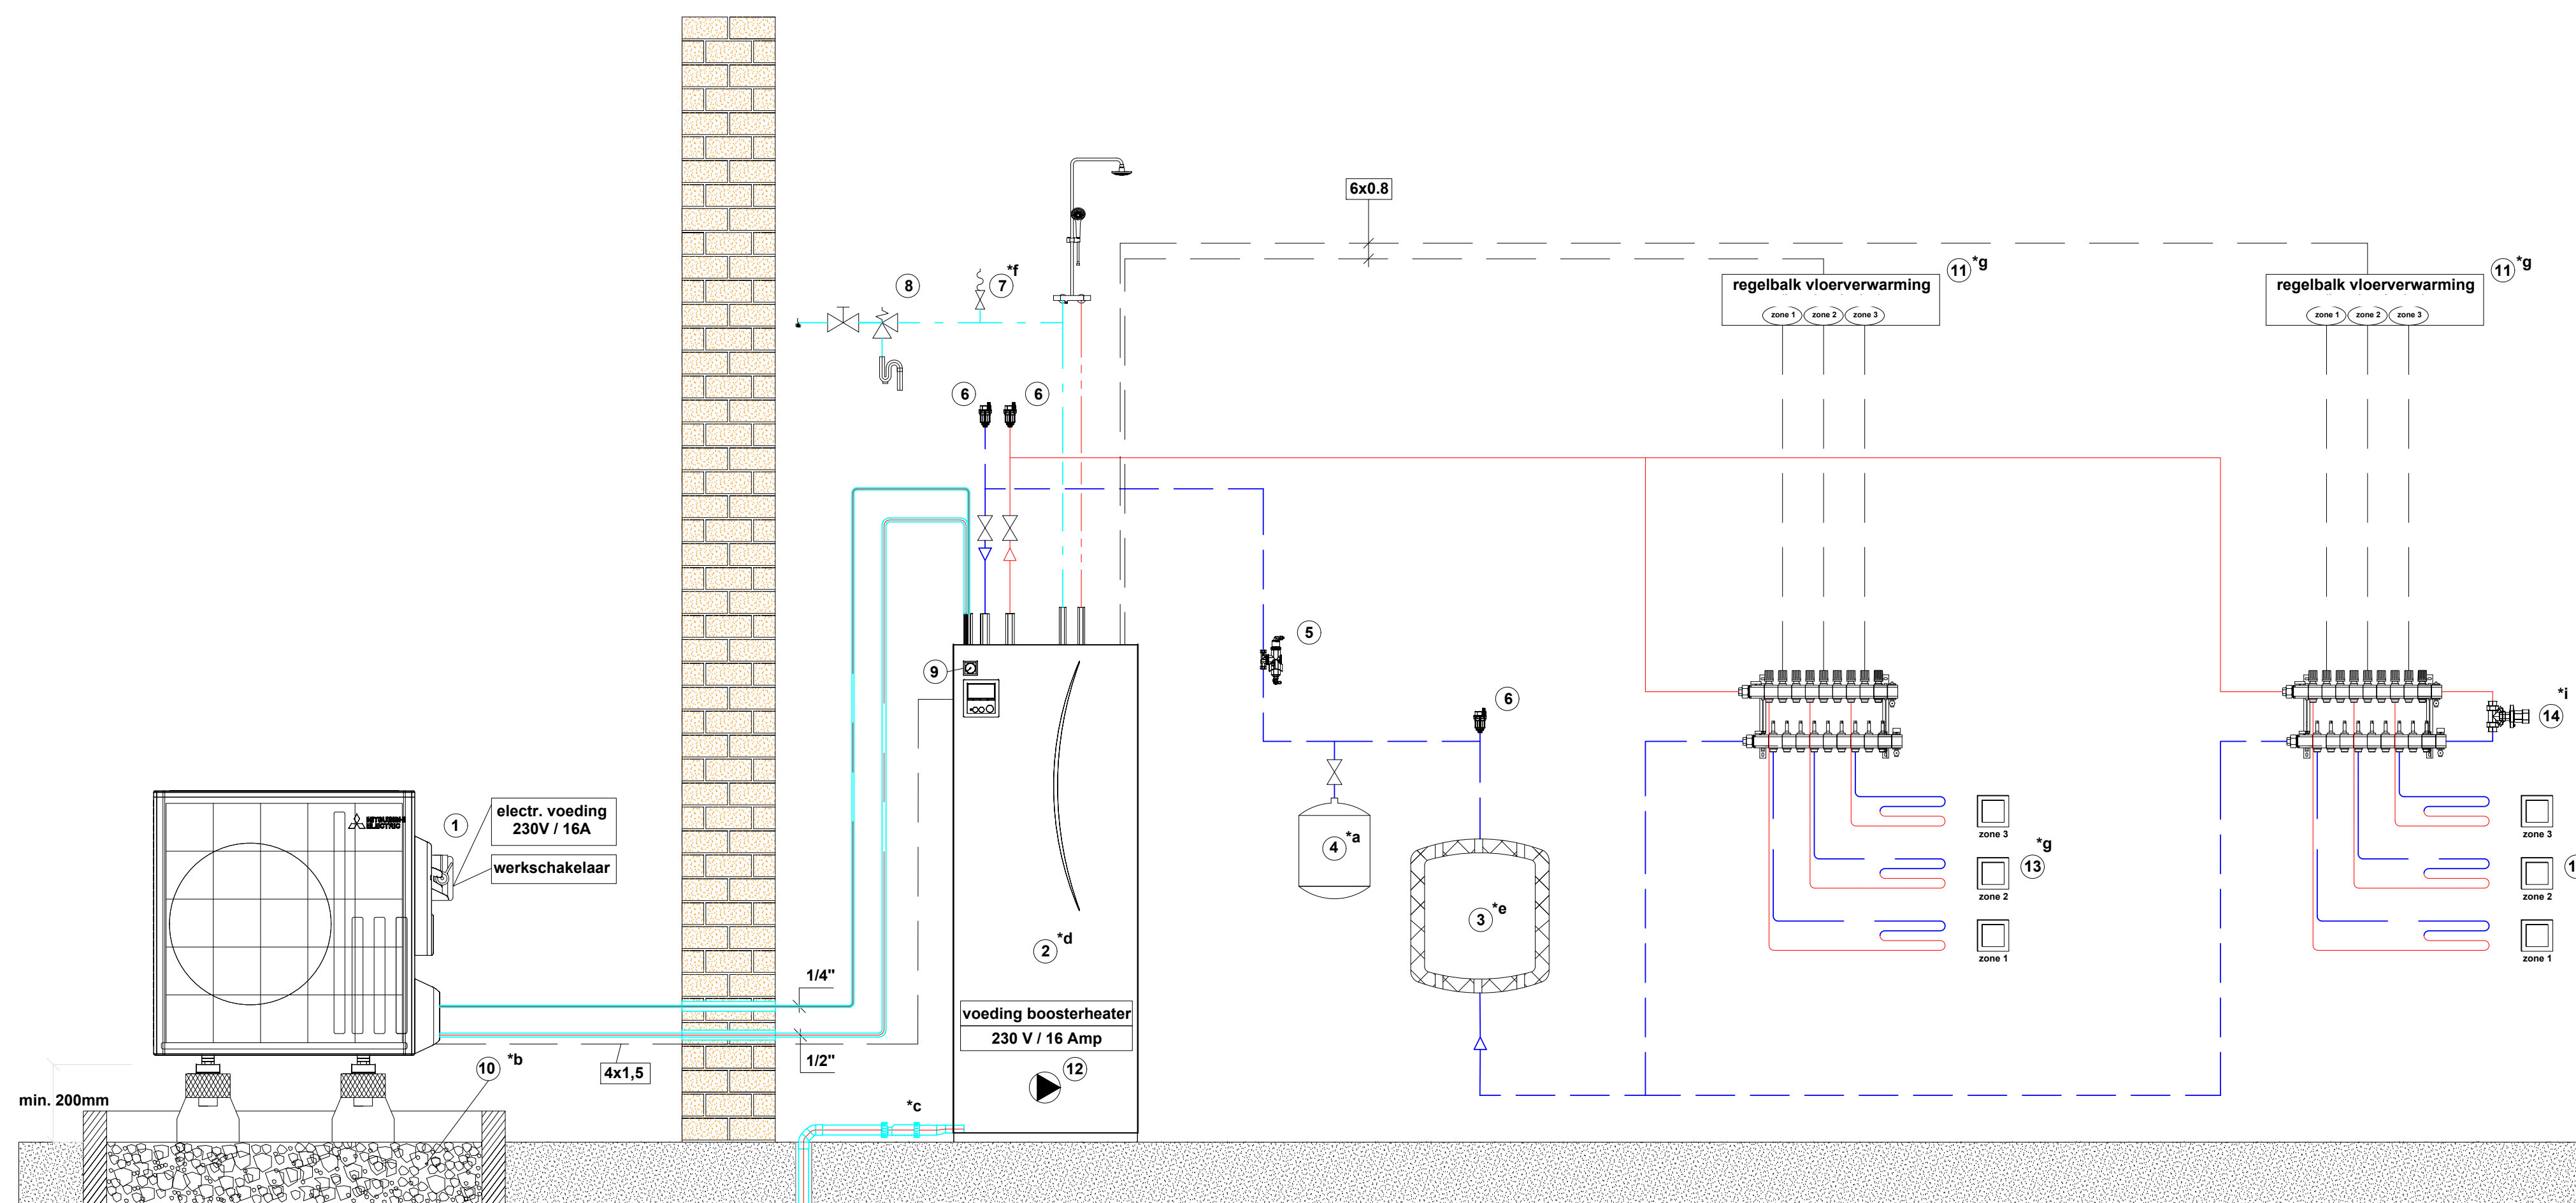 6x0.8
8
7
*f
11
*g
11
*g
regelbalk vloerverwarming
zone 1
zone 2
zone 3
regelbalk vloerverwarming
zone 1
zone 2
zone 3
6
6
5
9
6
*i
14
MITSUBISHI
ELECTRIC
1
electr. voeding
230V / 16A
werkschakelaar
4
*a
3
*e
2
*d
zone 3
*g
13
zone 2
zone 1
zone 3
zone 2
zone 1
1/4"
voeding boosterheater
230 V / 16 Amp
12
1/2"
10
*b
4x1,5
min. 200mm
*c